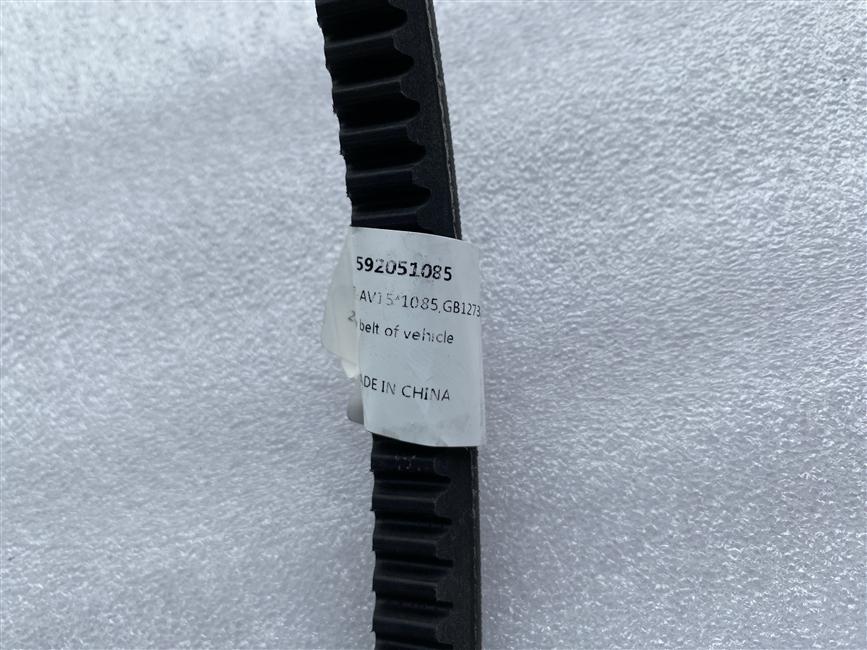 592051085
AV15*1085,GB1273
belt of vehicle
ADE IN CHINA